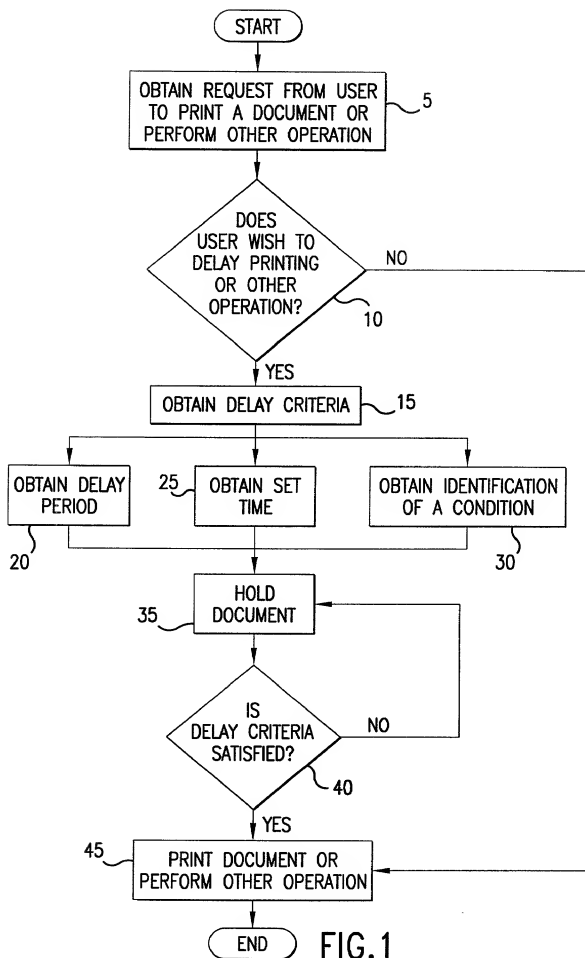 START
OBTAIN REQUEST FROM USER
TO PRINT A DOCUMENT OR
PERFORM OTHER OPERATION
5
DOES
USER WISH TO
DELAY PRINTING
OR OTHER
OPERATION?
NO
10
YES
OBTAIN DELAY CRITERIA
15
OBTAIN DELAY
PERIOD
20
25
OBTAIN SET
TIME
OBTAIN IDENTIFICATION
OF A CONDITION
30
HOLD
DOCUMENT
35
IS
DELAY CRITERIA
SATISFIED?
NO
40
YES
45
PRINT DOCUMENT OR
PERFORM OTHER OPERATION
END
FIG.1